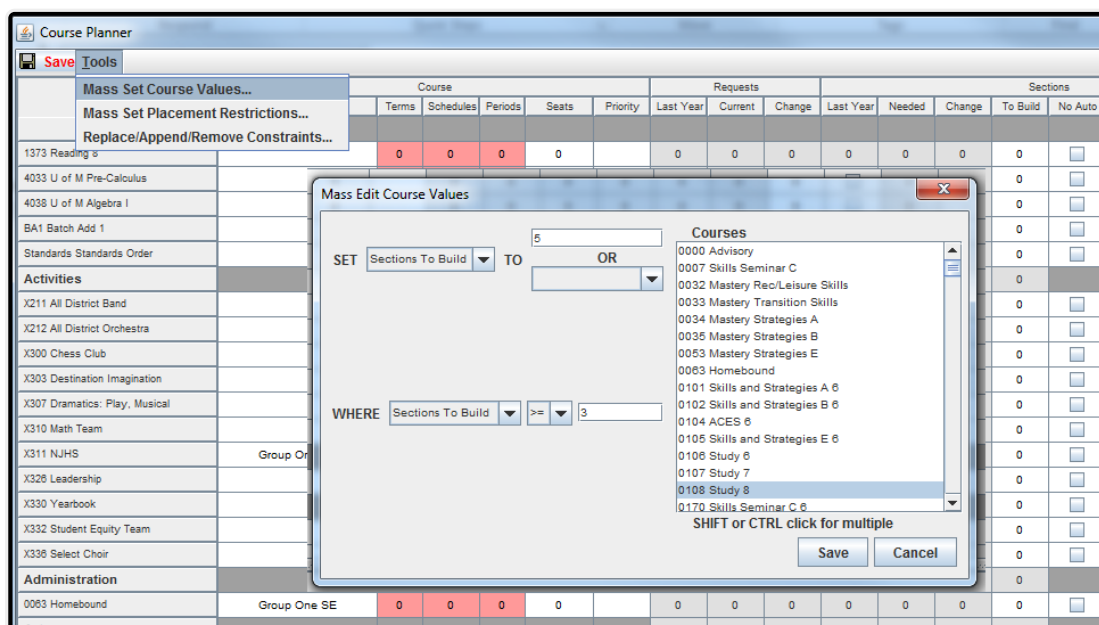 Course Planner
Save Tools
Mass Set Course Values...
Mass Set Placement Restrictions...
Replace/Append/Remove Constraints...
Course Requests Sections
Terms Schedules Periods Seats Priority Last Year Current Change Last Year Needed Change To Build No Auto
1373 Reading 8 0 0 0 0 0 0 0 0 0 0 0
4033 U of M Pre-Calculus 0
4038 U of M Algebra I 0
BA1 Batch Add 1 0
Standards Standards Order 0
Activities 0
X211 All District Band 0
X212 All District Orchestra 0
X300 Chess Club 0
X303 Destination Imagination 0
X307 Dramatics: Play, Musical 0
X310 Math Team 0
X311 NJHS Group On 0
X326 Leadership 0
X330 Yearbook 0
X332 Student Equity Team 0
X336 Select Choir 0
Administration 0
0063 Homebound Group One SE 0 0 0 0 0 0 0 0 0 0 0
Mass Edit Course Values
SET Sections To Build TO
5
OR
WHERE Sections To Build >= 3
Courses
0000 Advisory
0007 Skills Seminar C
0032 Mastery Rec/Leisure Skills
0033 Mastery Transition Skills
0034 Mastery Strategies A
0035 Mastery Strategies B
0053 Mastery Strategies E
0063 Homebound
0101 Skills and Strategies A 6
0102 Skills and Strategies B 6
0104 ACES 6
0105 Skills and Strategies E 6
0106 Study 6
0107 Study 7
0108 Study 8
0170 Skills Seminar C 6
SHIFT or CTRL click for multiple
Save Cancel